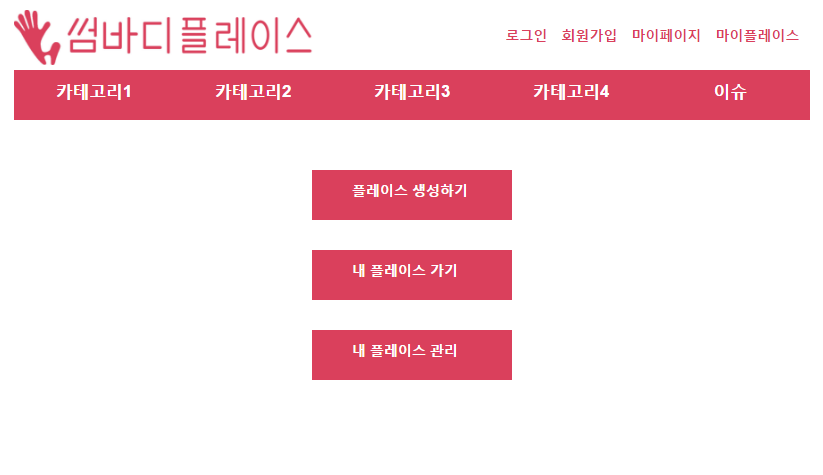 썸바디플레이스
로그인 회원가입 마이페이지 마이플레이스
카테고리1 카테고리2 카테고리3 카테고리4 이슈
플레이스 생성하기
내 플레이스 가기
내 플레이스 관리